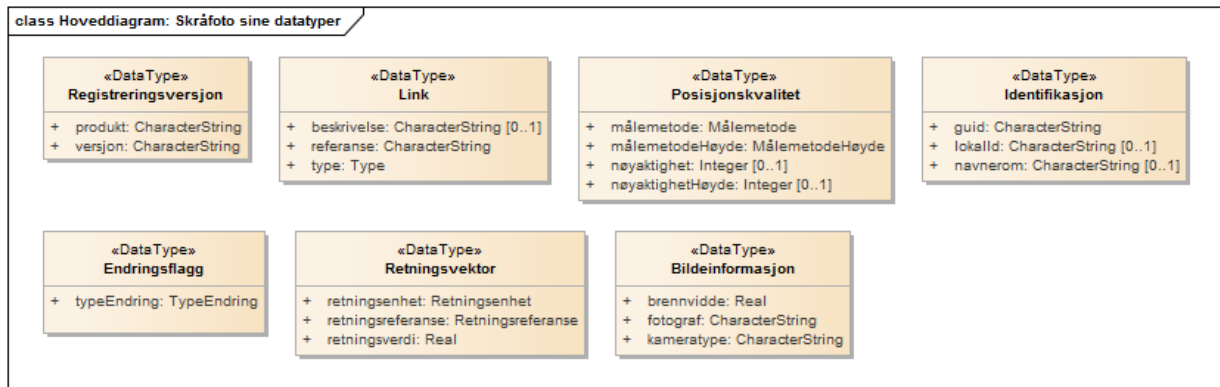 class Hoveddiagram: Skråfoto sine datatyper
«DataType»
Registreringsversjon
+ produkt: CharacterString
+ versjon: CharacterString
«DataType»
Link
+ beskrivelse: CharacterString [0..1]
+ referanse: CharacterString
+ type: Type
«DataType»
Posisjonskvalitet
+ målemetode: Målemetode
+ målemetodeHøyde: MålemetodeHøyde
+ nøyaktighet: Integer [0..1]
+ nøyaktighetHøyde: Integer [0..1]
«DataType»
Identifikasjon
+ guid: CharacterString
+ lokalId: CharacterString [0..1]
+ navnerom: CharacterString [0..1]
«DataType»
Endringsflagg
+ typeEndring: TypeEndring
«DataType»
Retningsvektor
+ retningsenhet: Retningsenhet
+ retningsreferanse: Retningsreferanse
+ retningsverdi: Real
«DataType»
Bildeinformasjon
+ brennvidde: Real
+ fotograf: CharacterString
+ kameratype: CharacterString